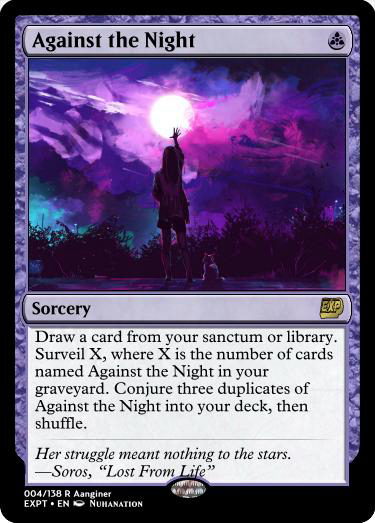 Against the Night
Sorcery
EXP
Draw a card from your sanctum or library.
Surveil X, where X is the number of cards
named Against the Night in your
graveyard. Conjure three duplicates of
Against the Night into your deck, then
shuffle.
Her struggle meant nothing to the stars.
—Soros, “Lost From Life”
004/138 R Aanginer
EXPT • EN Nuhanation